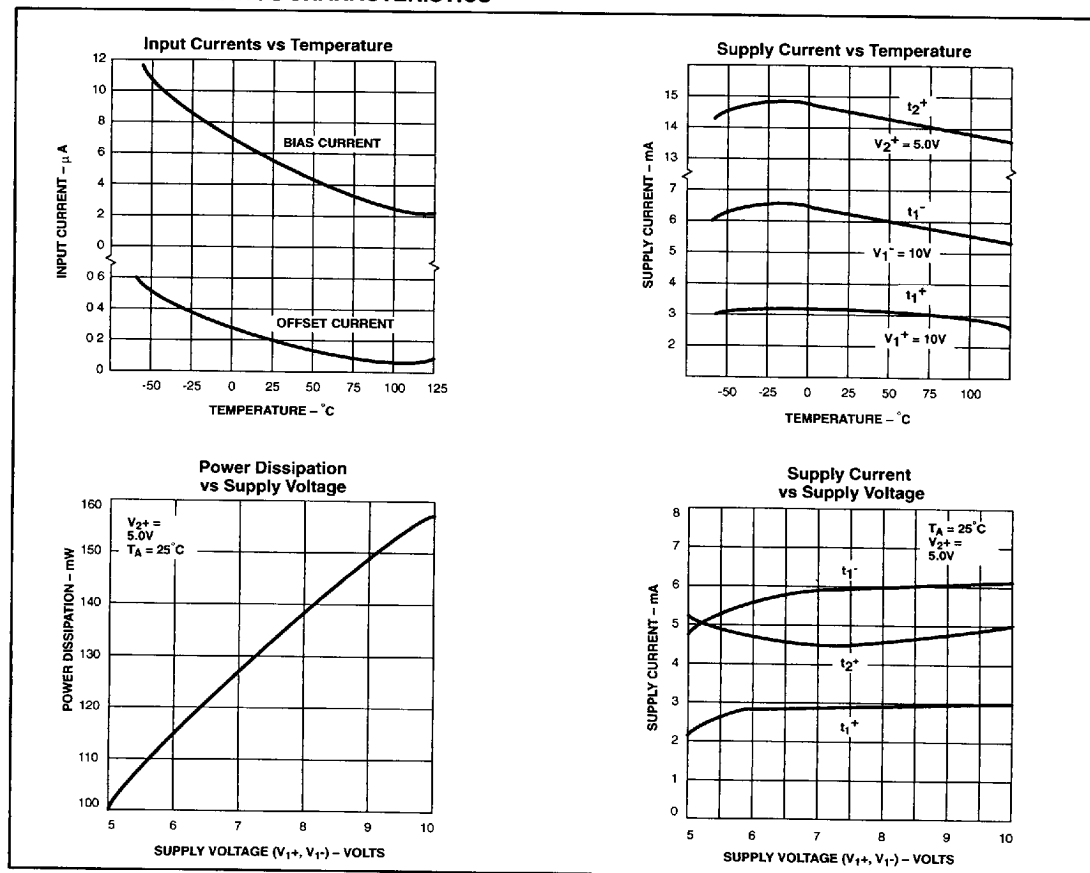 Input Currents vs Temperature
12
10
8
6
4
2
0
0 6
0 4
0 2
0
INPUT CURRENT – µA
BIAS CURRENT
OFFSET CURRENT
-50 -25 0 25 50 75 100 125
TEMPERATURE – ˚C
Supply Current vs Temperature
15
14
13
7
6
5
4
3
2
SUPPLY CURRENT – mA
t2+
V2+ = 5.0V
t1-
V1- = 10V
t1+
V1+ = 10V
-50 -25 0 25 50 75 100
TEMPERATURE – ˚C
Power Dissipation
vs Supply Voltage
160
150
140
130
120
110
100
POWER DISSIPATION – mW
V2+ =
5.0V
TA = 25˚C
5 6 7 8 9 10
SUPPLY VOLTAGE (V1+, V1-) – VOLTS
Supply Current
vs Supply Voltage
8
7
6
5
4
3
2
1
0
SUPPLY CURRENT – mA
TA = 25˚C
V2+ =
5.0V
t1-
t2+
t1+
5 6 7 8 9 10
SUPPLY VOLTAGE (V1+, V1-) – VOLTS